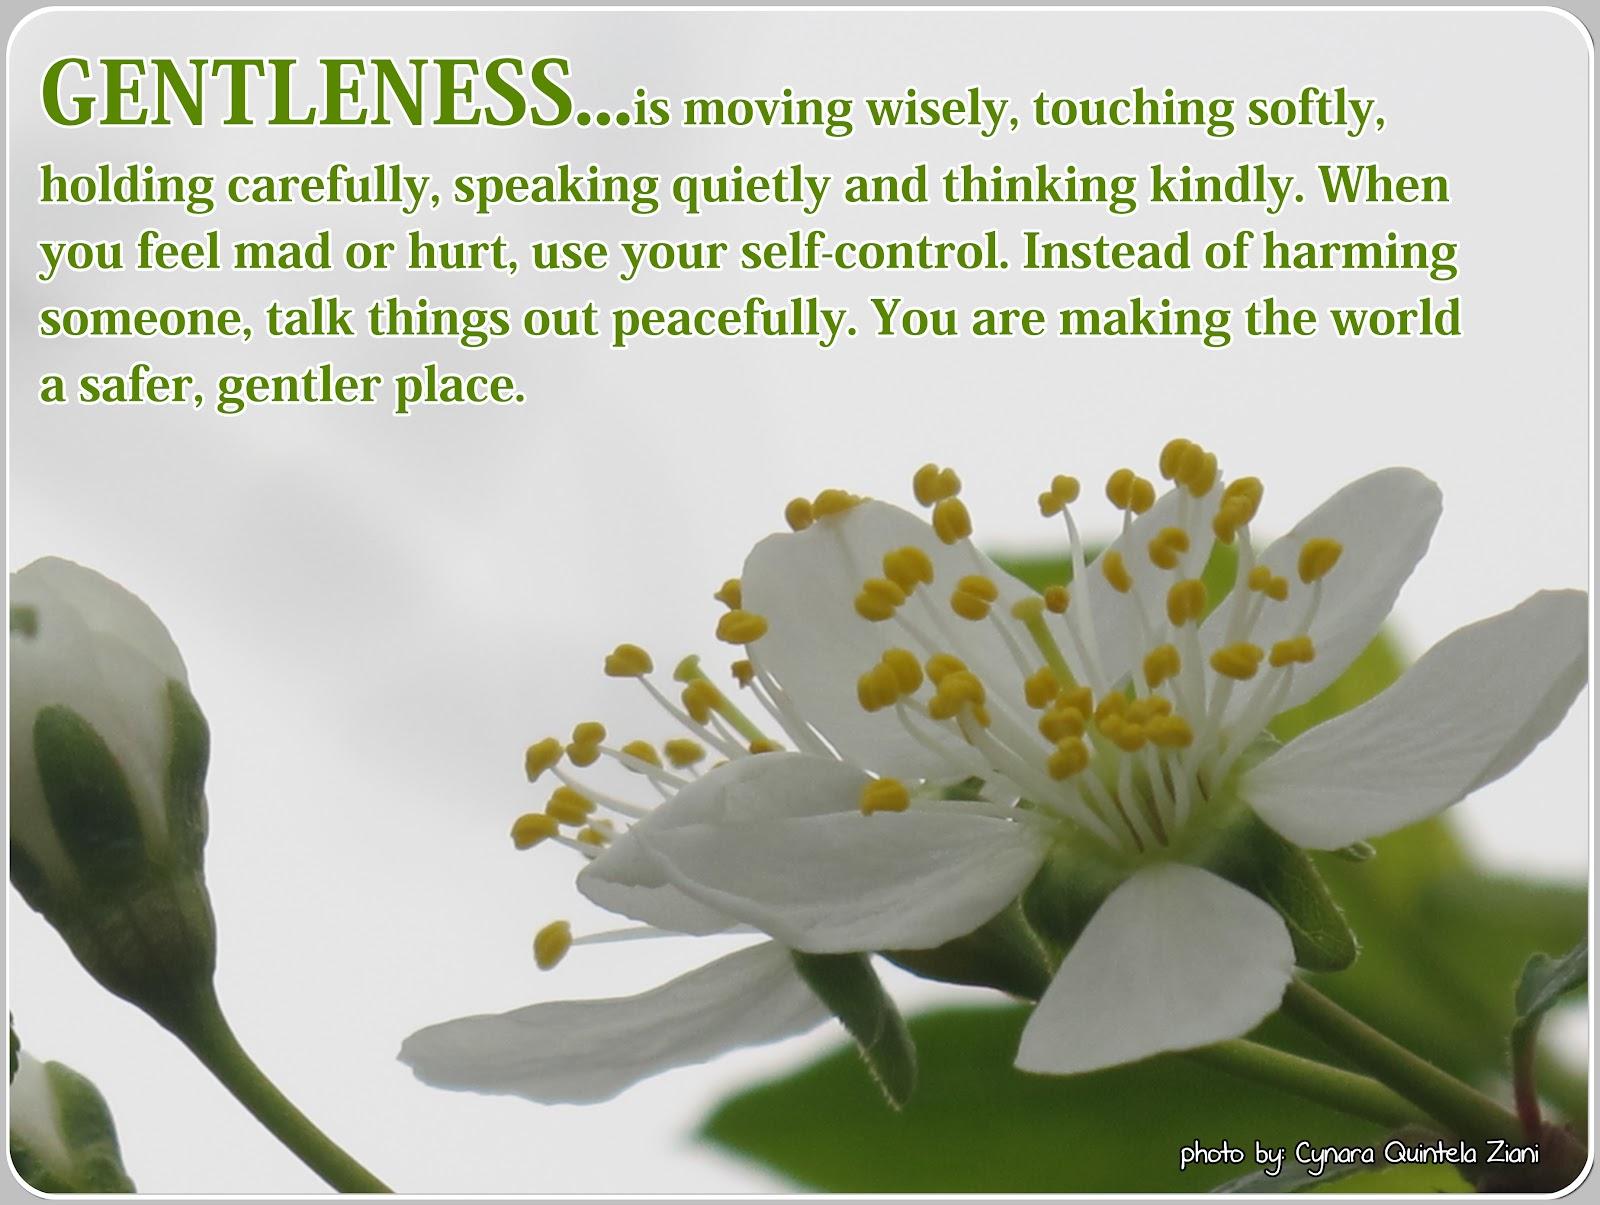 GENTLENESS...is moving wisely, touching softly,
holding carefully, speaking quietly and thinking kindly. When
you feel mad or hurt, use your self-control. Instead of harming
someone, talk things out peacefully. You are making the world
a safer, gentler place.
photo by: Cynara Quintela Ziani